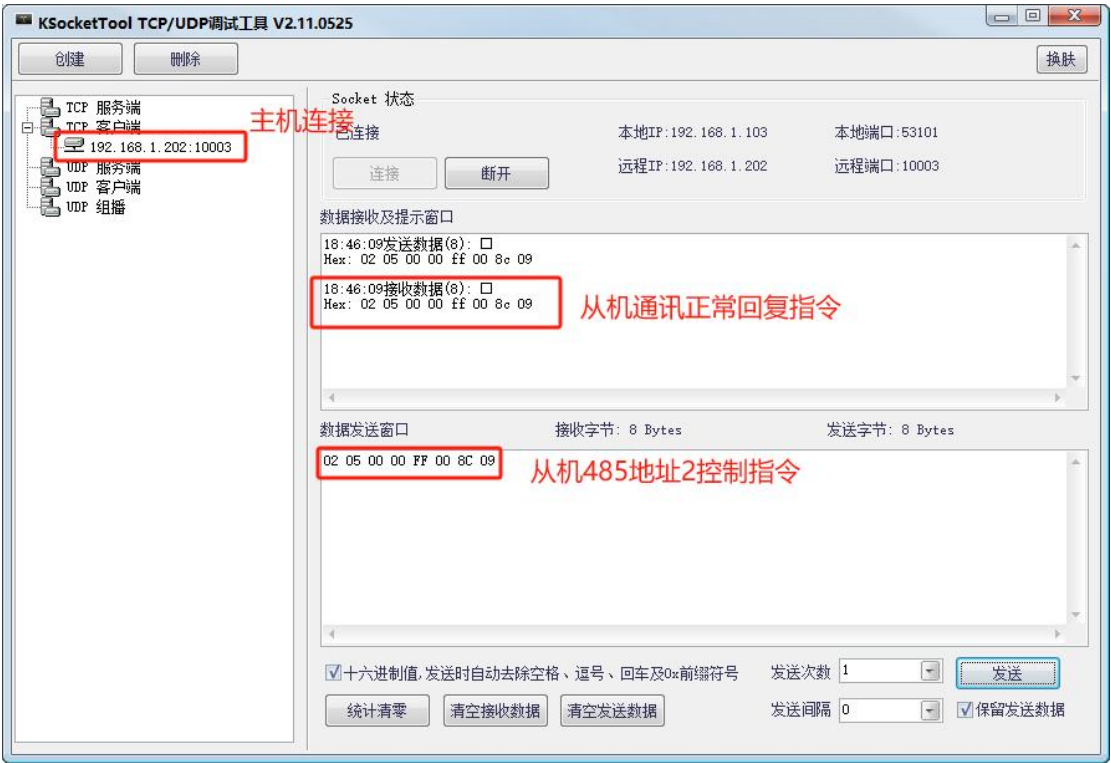 KSocketTool TCP/UDP调试工具 V2.11.0525
创建
删除
换肤
TCP 服务端
TCP 客户端
192.168.1.202:10003
UDP 服务端
UDP 客户端
UDP 组播
主机连接
Socket 状态
已连接
本地IP:192.168.1.103
本地端口:53101
连接
断开
远程IP:192.168.1.202
远程端口:10003
数据接收及提示窗口
18:46:09发送数据(8): 口
Hex: 02 05 00 00 ff 00 8c 09
18:46:09接收数据(8): 口
Hex: 02 05 00 00 ff 00 8c 09
从机通讯正常回复指令
数据发送窗口
接收字节: 8 Bytes
发送字节: 8 Bytes
02 05 00 00 FF 00 8C 09
从机485地址2控制指令
十六进制值,发送时自动去除空格、逗号、回车及0x前缀符号
发送次数 1
发送
统计清零
清空接收数据
清空发送数据
发送间隔 0
保留发送数据